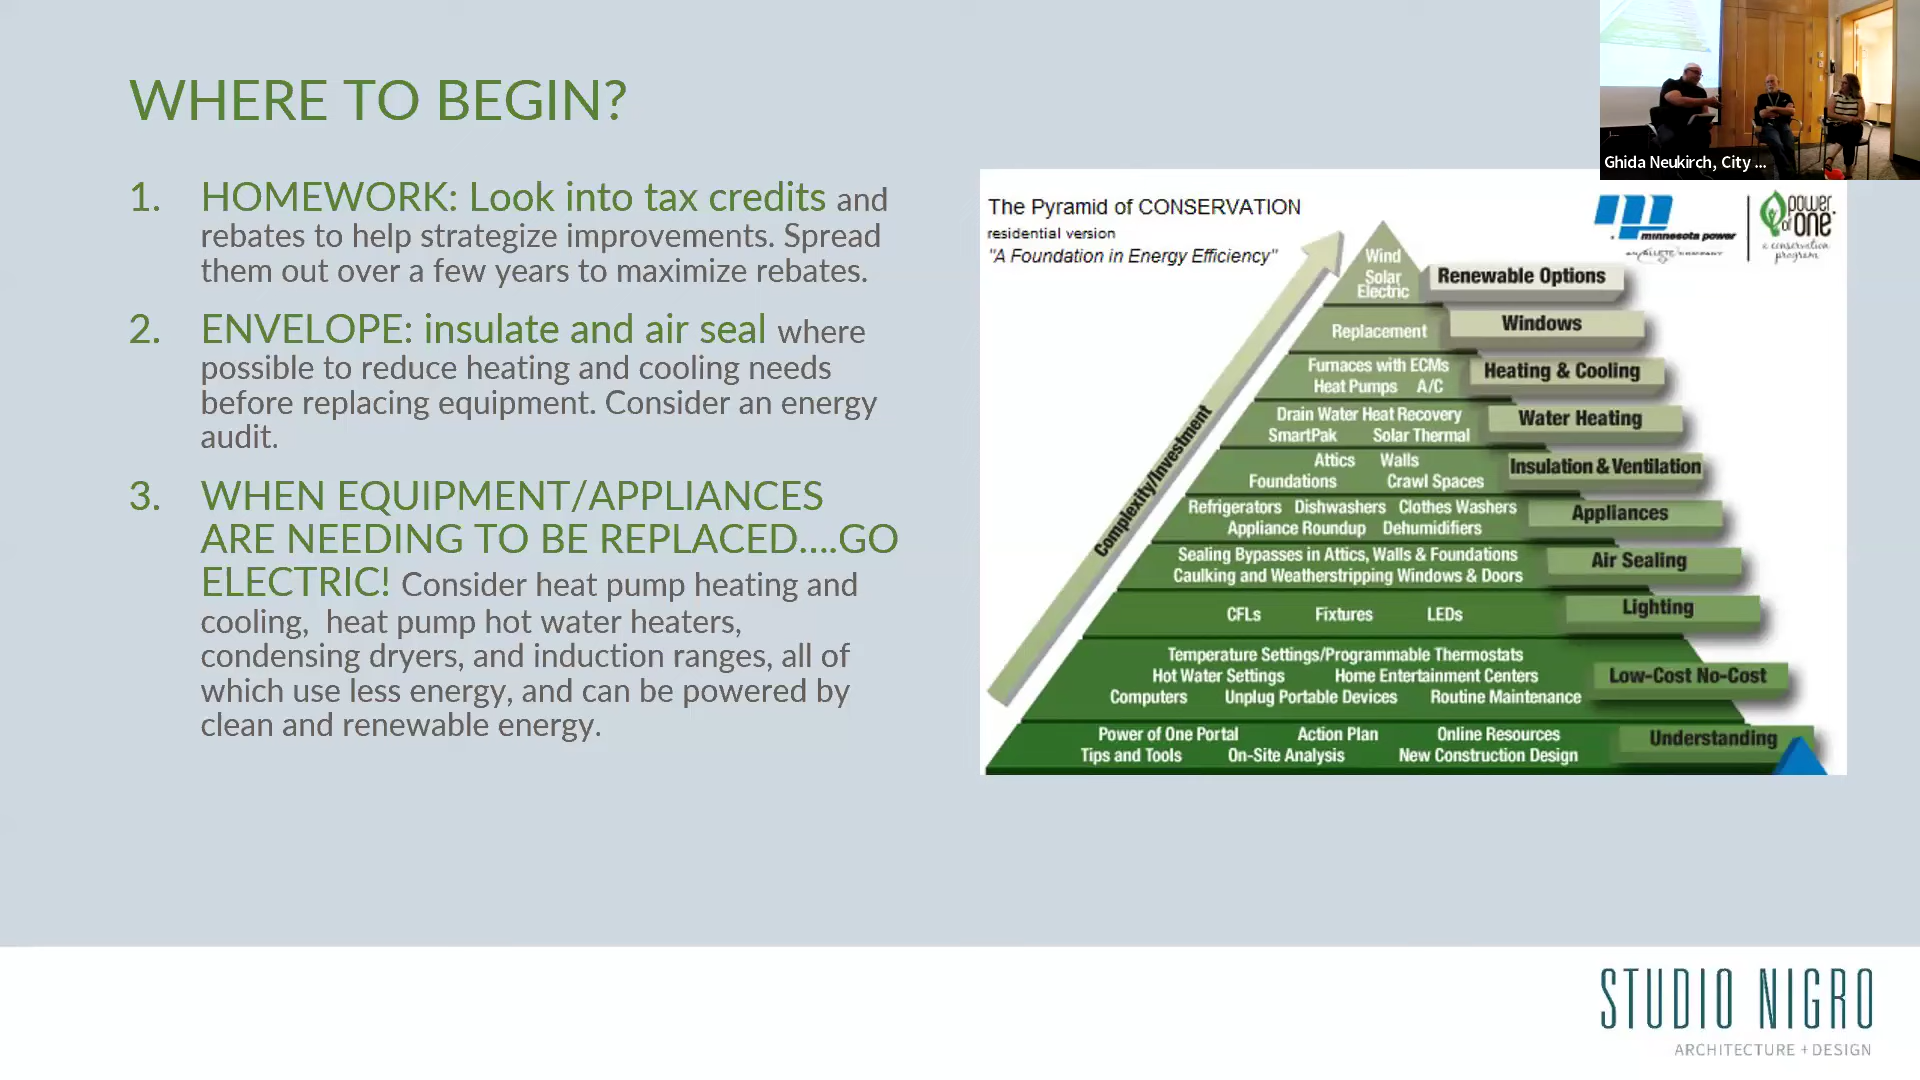 WHERE TO BEGIN?
1. HOMEWORK: Look into tax credits and
rebates to help strategize improvements. Spread
them out over a few years to maximize rebates.
2. ENVELOPE: insulate and air seal where
possible to reduce heating and cooling needs
before replacing equipment. Consider an energy
audit.
3. WHEN EQUIPMENT/APPLIANCES
ARE NEEDING TO BE REPLACED....GO
ELECTRIC! Consider heat pump heating and
cooling,  heat pump hot water heaters,
condensing dryers, and induction ranges, all of
which use less energy, and can be powered by
clean and renewable energy.
Ghida Neukirch, City ...
The Pyramid of CONSERVATION
residential version
"A Foundation in Energy Efficiency"
minnesota power
AN ALLETE COMPANY
power
of
one
a conservation
program
Complexity/Investment
Wind
Solar
Electric
Renewable Options
Replacement
Windows
Furnaces with ECMs
Heat Pumps A/C
Heating & Cooling
Drain Water Heat Recovery
SmartPak Solar Thermal
Water Heating
Attics Walls
Foundations Crawl Spaces
Insulation & Ventilation
Refrigerators Dishwashers Clothes Washers
Appliance Roundup Dehumidifiers
Appliances
Sealing Bypasses in Attics, Walls & Foundations
Caulking and Weatherstripping Windows & Doors
Air Sealing
CFLs Fixtures LEDs
Lighting
Temperature Settings/Programmable Thermostats
Hot Water Settings Home Entertainment Centers
Computers Unplug Portable Devices Routine Maintenance
Low-Cost No-Cost
Power of One Portal Action Plan Online Resources
Tips and Tools On-Site Analysis New Construction Design
Understanding
STUDIO NIGRO
ARCHITECTURE + DESIGN